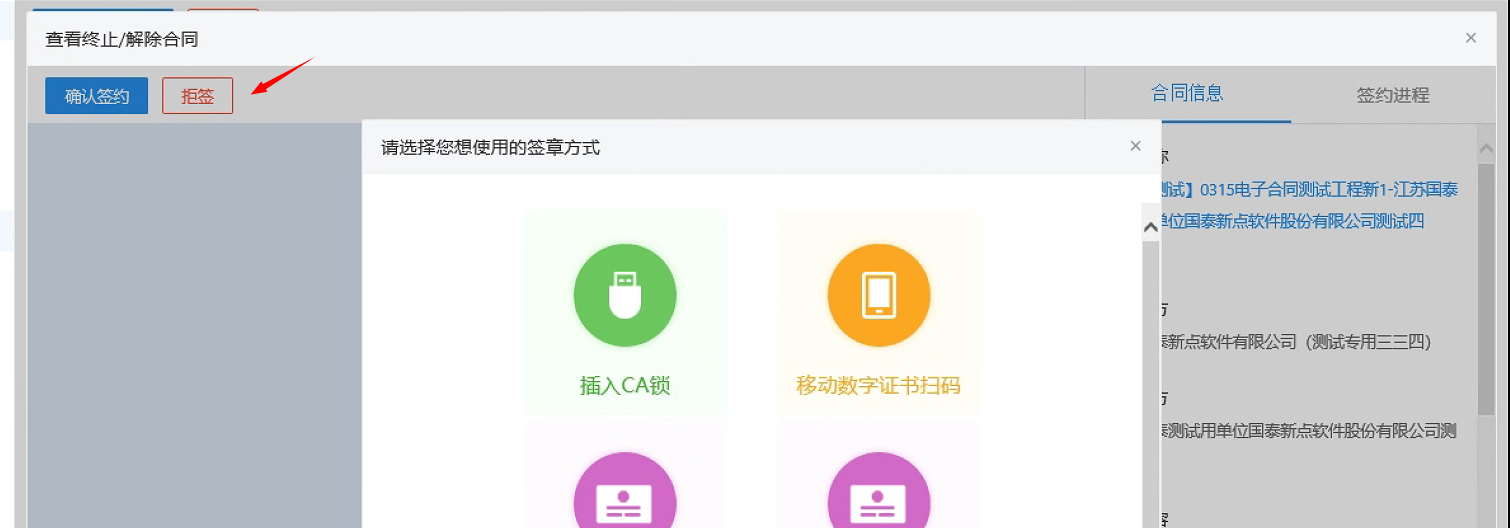 查看终止/解除合同
确认签约
拒签
合同信息
签约进程
请选择您想使用的签章方式
测试】0315电子合同测试工程新1-江苏国泰
单位国泰新点软件股份有限公司测试四
泰新点软件有限公司（测试专用三三四）
泰测试用单位国泰新点软件股份有限公司测
插入CA锁
移动数字证书扫码